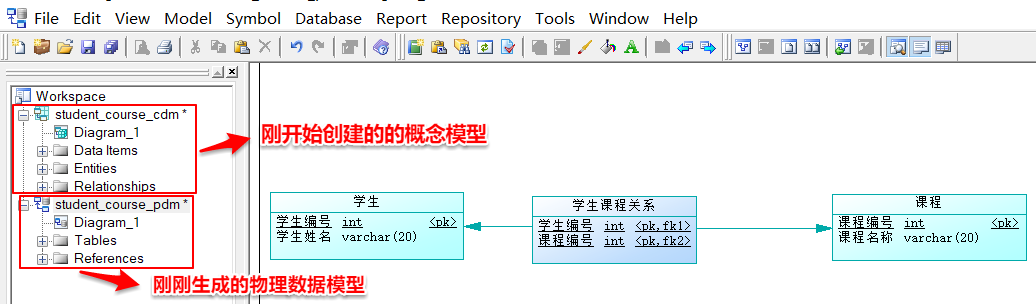 File Edit View Model Symbol Database Report Repository Tools Window Help
Workspace
student_course_cdm *
Diagram_1
Data Items
Entities
Relationships
student_course_pdm *
Diagram_1
Tables
References
刚开始创建的的概念模型
刚刚生成的物理数据模型
学生
学生编号 int <pk>
学生姓名 varchar(20)
学生课程关系
学生编号 int <pk,fk1>
课程编号 int <pk,fk2>
课程
课程编号 int <pk>
课程名称 varchar(20)